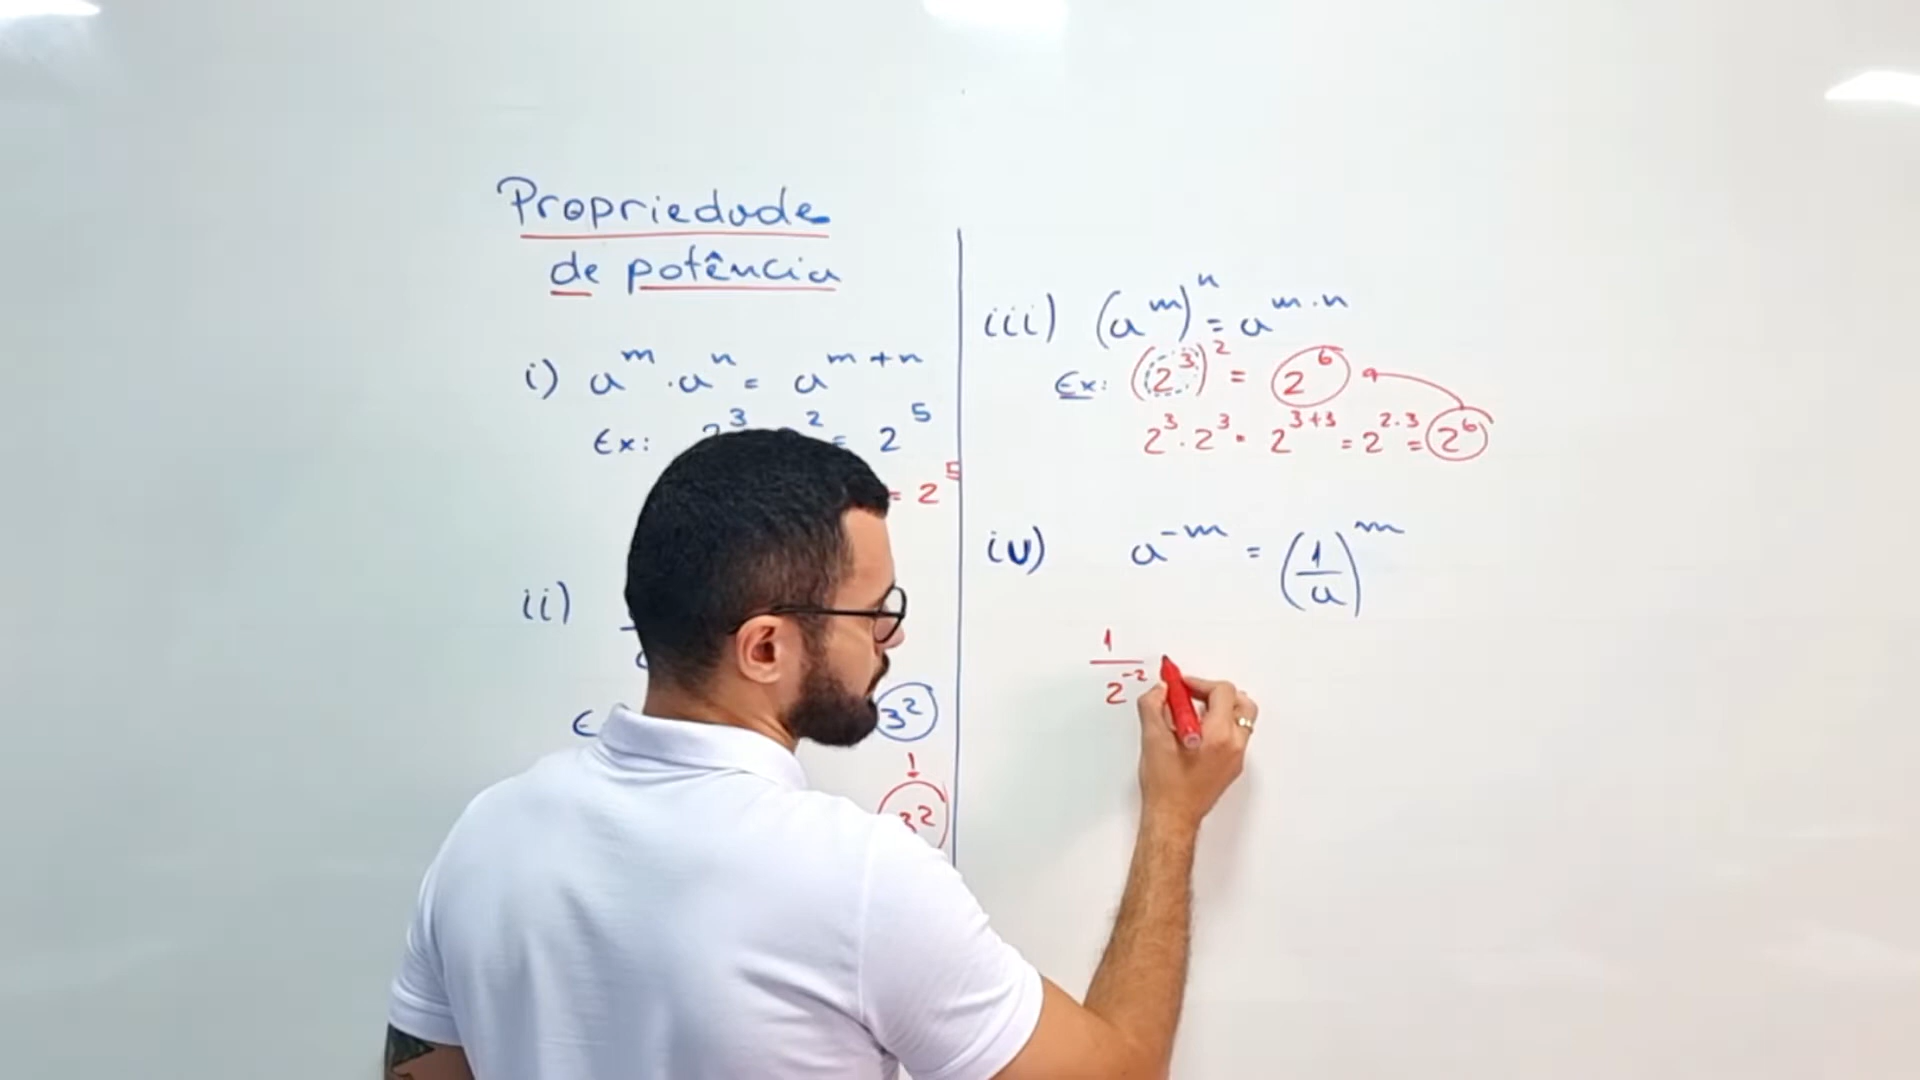 Propriedade
de potência
i) a^m . a^n = a^{m+n}
Ex: 2^3 2 = 2^5
= 2^5
ii)
3^2
1
3^2
iii) (a^m)^n = a^{m.n}
Ex: (2^3)^2 = 2^6
2^3 . 2^3 = 2^{3+3} = 2^{2.3} = 2^6
iv) a^{-m} = (1/a)^m
1/2^{-2}